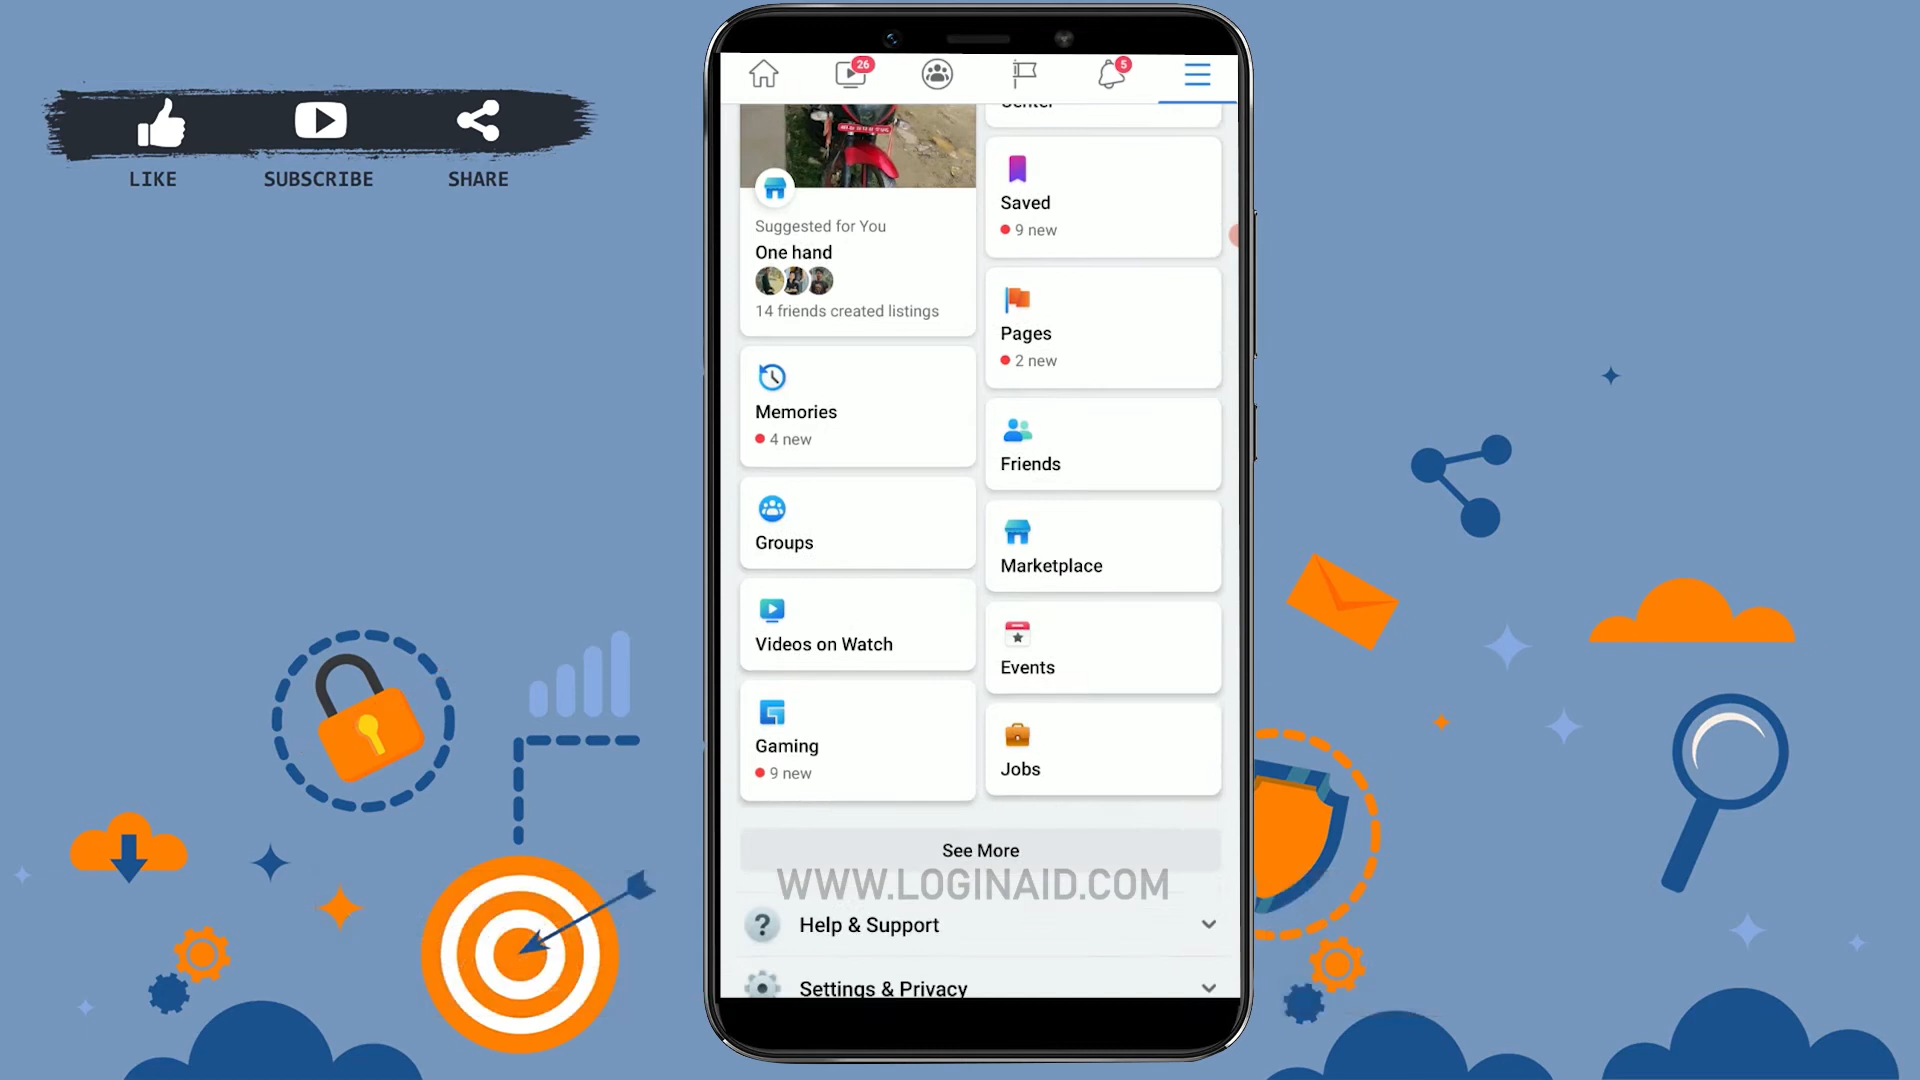 LIKE
SUBSCRIBE
SHARE
26
5
Center
Saved
9 new
Suggested for You
One hand
14 friends created listings
Pages
2 new
Memories
4 new
Friends
Groups
Marketplace
Videos on Watch
Events
Gaming
9 new
Jobs
See More
WWW.LOGINAID.COM
Help & Support
Settings & Privacy